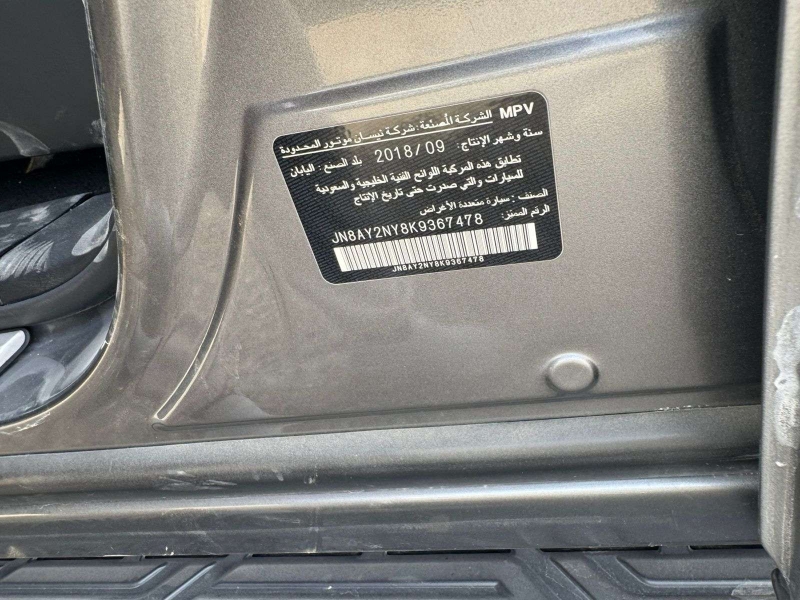 MPV الشركة المصنعة: شركة نيسان موتور المحدودة
سنة وشهر الإنتاج: 2018/09 بلد الصنع: اليابان
تطابق هذه المركبة اللوائح الفنية الخليجية والسعودية
للسيارات والتي صدرت حتى تاريخ الإنتاج
الصنف: سيارة متعددة الأغراض
الرقم المميز: JN8AY2NY8K9367478
JN8AY2NY8K9367478